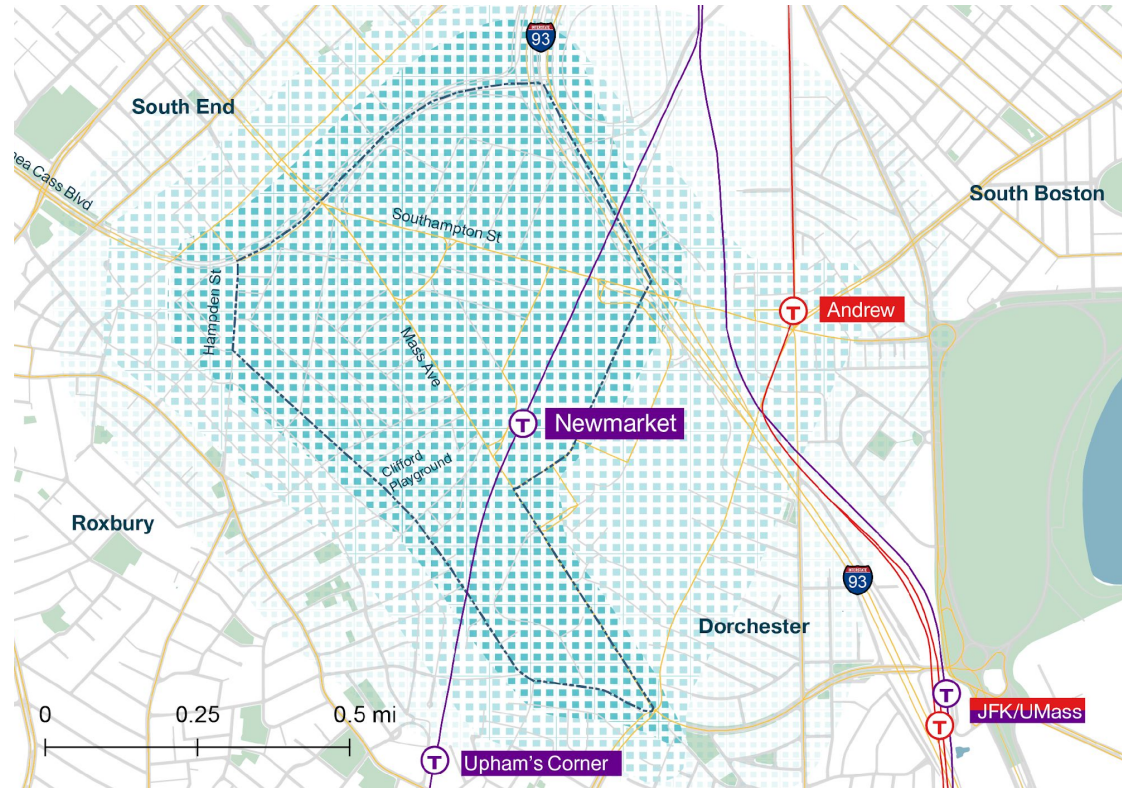 93
South End
nea Cass Blvd
South Boston
Southampton St
Hampden St
T Andrew
Mass Ave
T Newmarket
Clifford
Playground
Roxbury
93
Dorchester
T
JFK/UMass
T
0 0.25 0.5 mi
T Upham's Corner